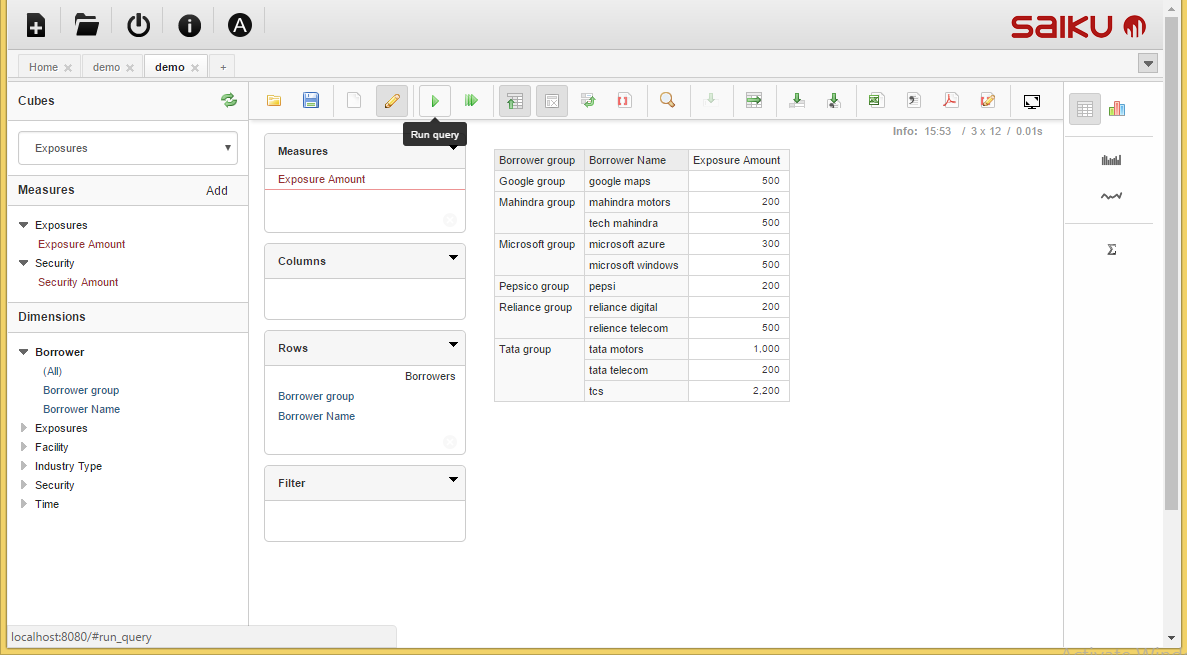 SAIKU
Home × demo × demo × +
Cubes
Exposures
Measures Add
Exposures
Exposure Amount
Security
Security Amount
Dimensions
Borrower
(All)
Borrower group
Borrower Name
Exposures
Facility
Industry Type
Security
Time
Run query
Info: 15:53 / 3 x 12 / 0.01s
Measures
Exposure Amount
Columns
Rows
Borrowers
Borrower group
Borrower Name
Filter
Borrower group Borrower Name Exposure Amount
Google group google maps 500
Mahindra group mahindra motors 200
tech mahindra 500
Microsoft group microsoft azure 300
microsoft windows 500
Pepsico group pepsi 200
Reliance group reliance digital 200
relience telecom 500
Tata group tata motors 1,000
tata telecom 200
tcs 2,200
Σ
localhost:8080/#run_query